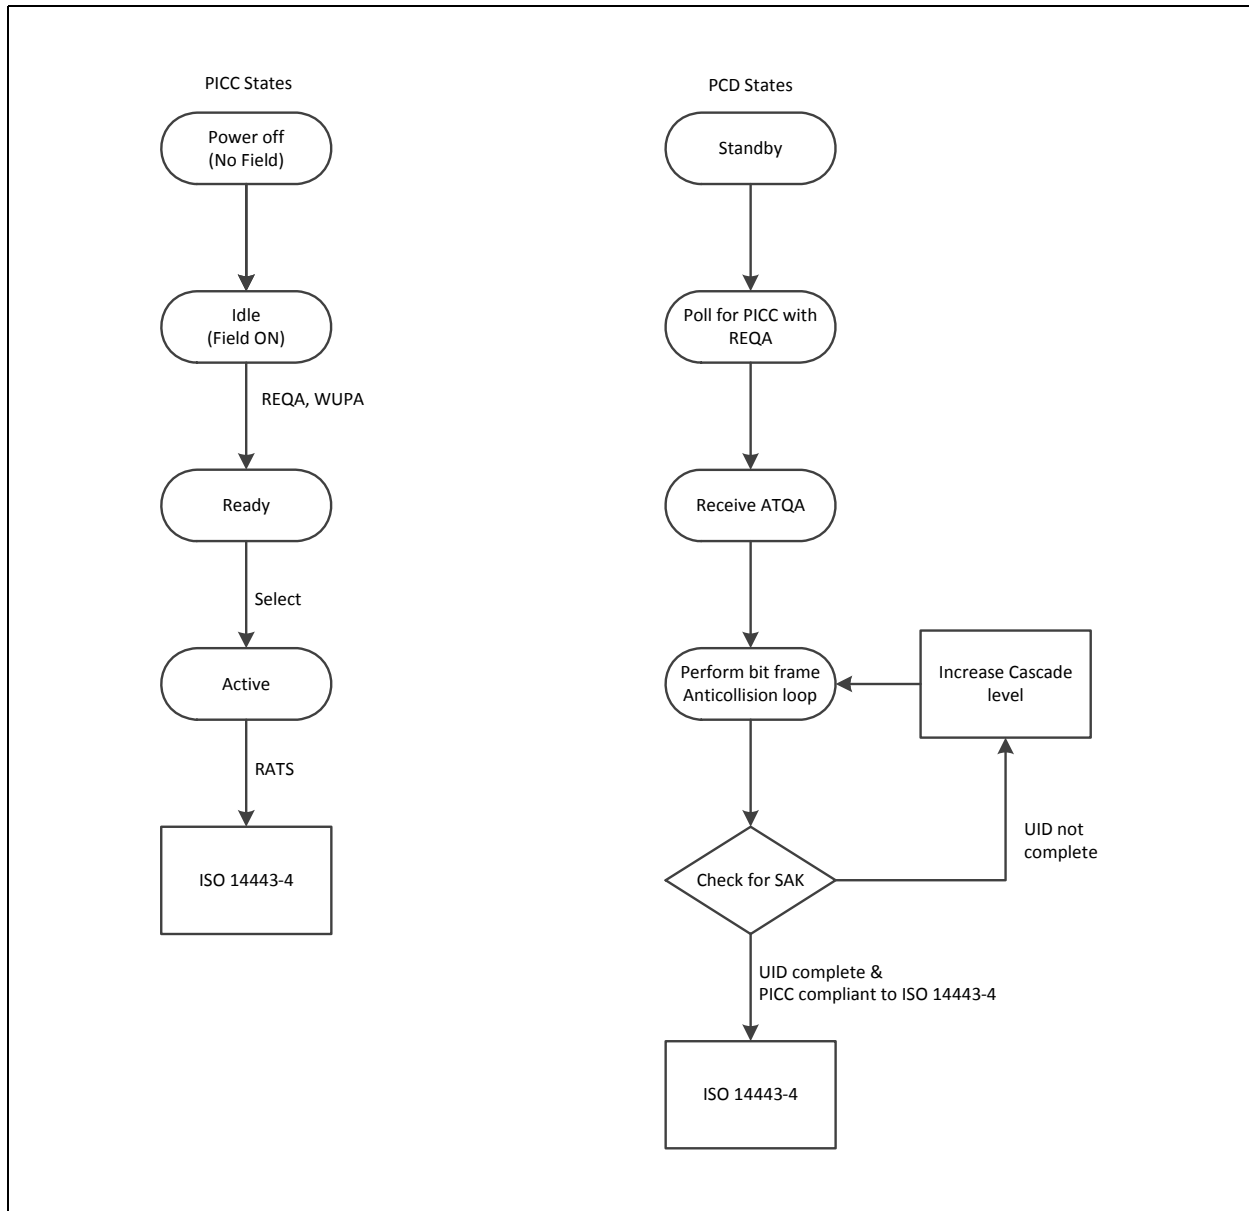 PICC States
Power off
(No Field)
Idle
(Field ON)
REQA, WUPA
Ready
Select
Active
RATS
ISO 14443-4
PCD States
Standby
Poll for PICC with
REQA
Receive ATQA
Perform bit frame
Anticollision loop
Increase Cascade
level
UID not
complete
Check for SAK
UID complete &
PICC compliant to ISO 14443-4
ISO 14443-4